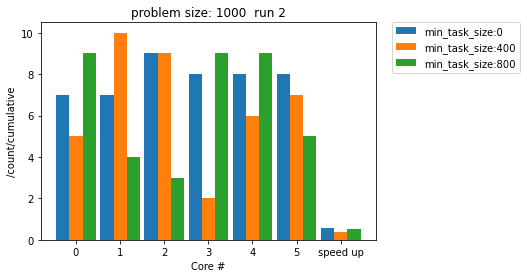 problem size: 1000  run 2
min_task_size:0
min_task_size:400
min_task_size:800
/count/cumulative
10
8
6
4
2
0
0 1 2 3 4 5 speed up
Core #